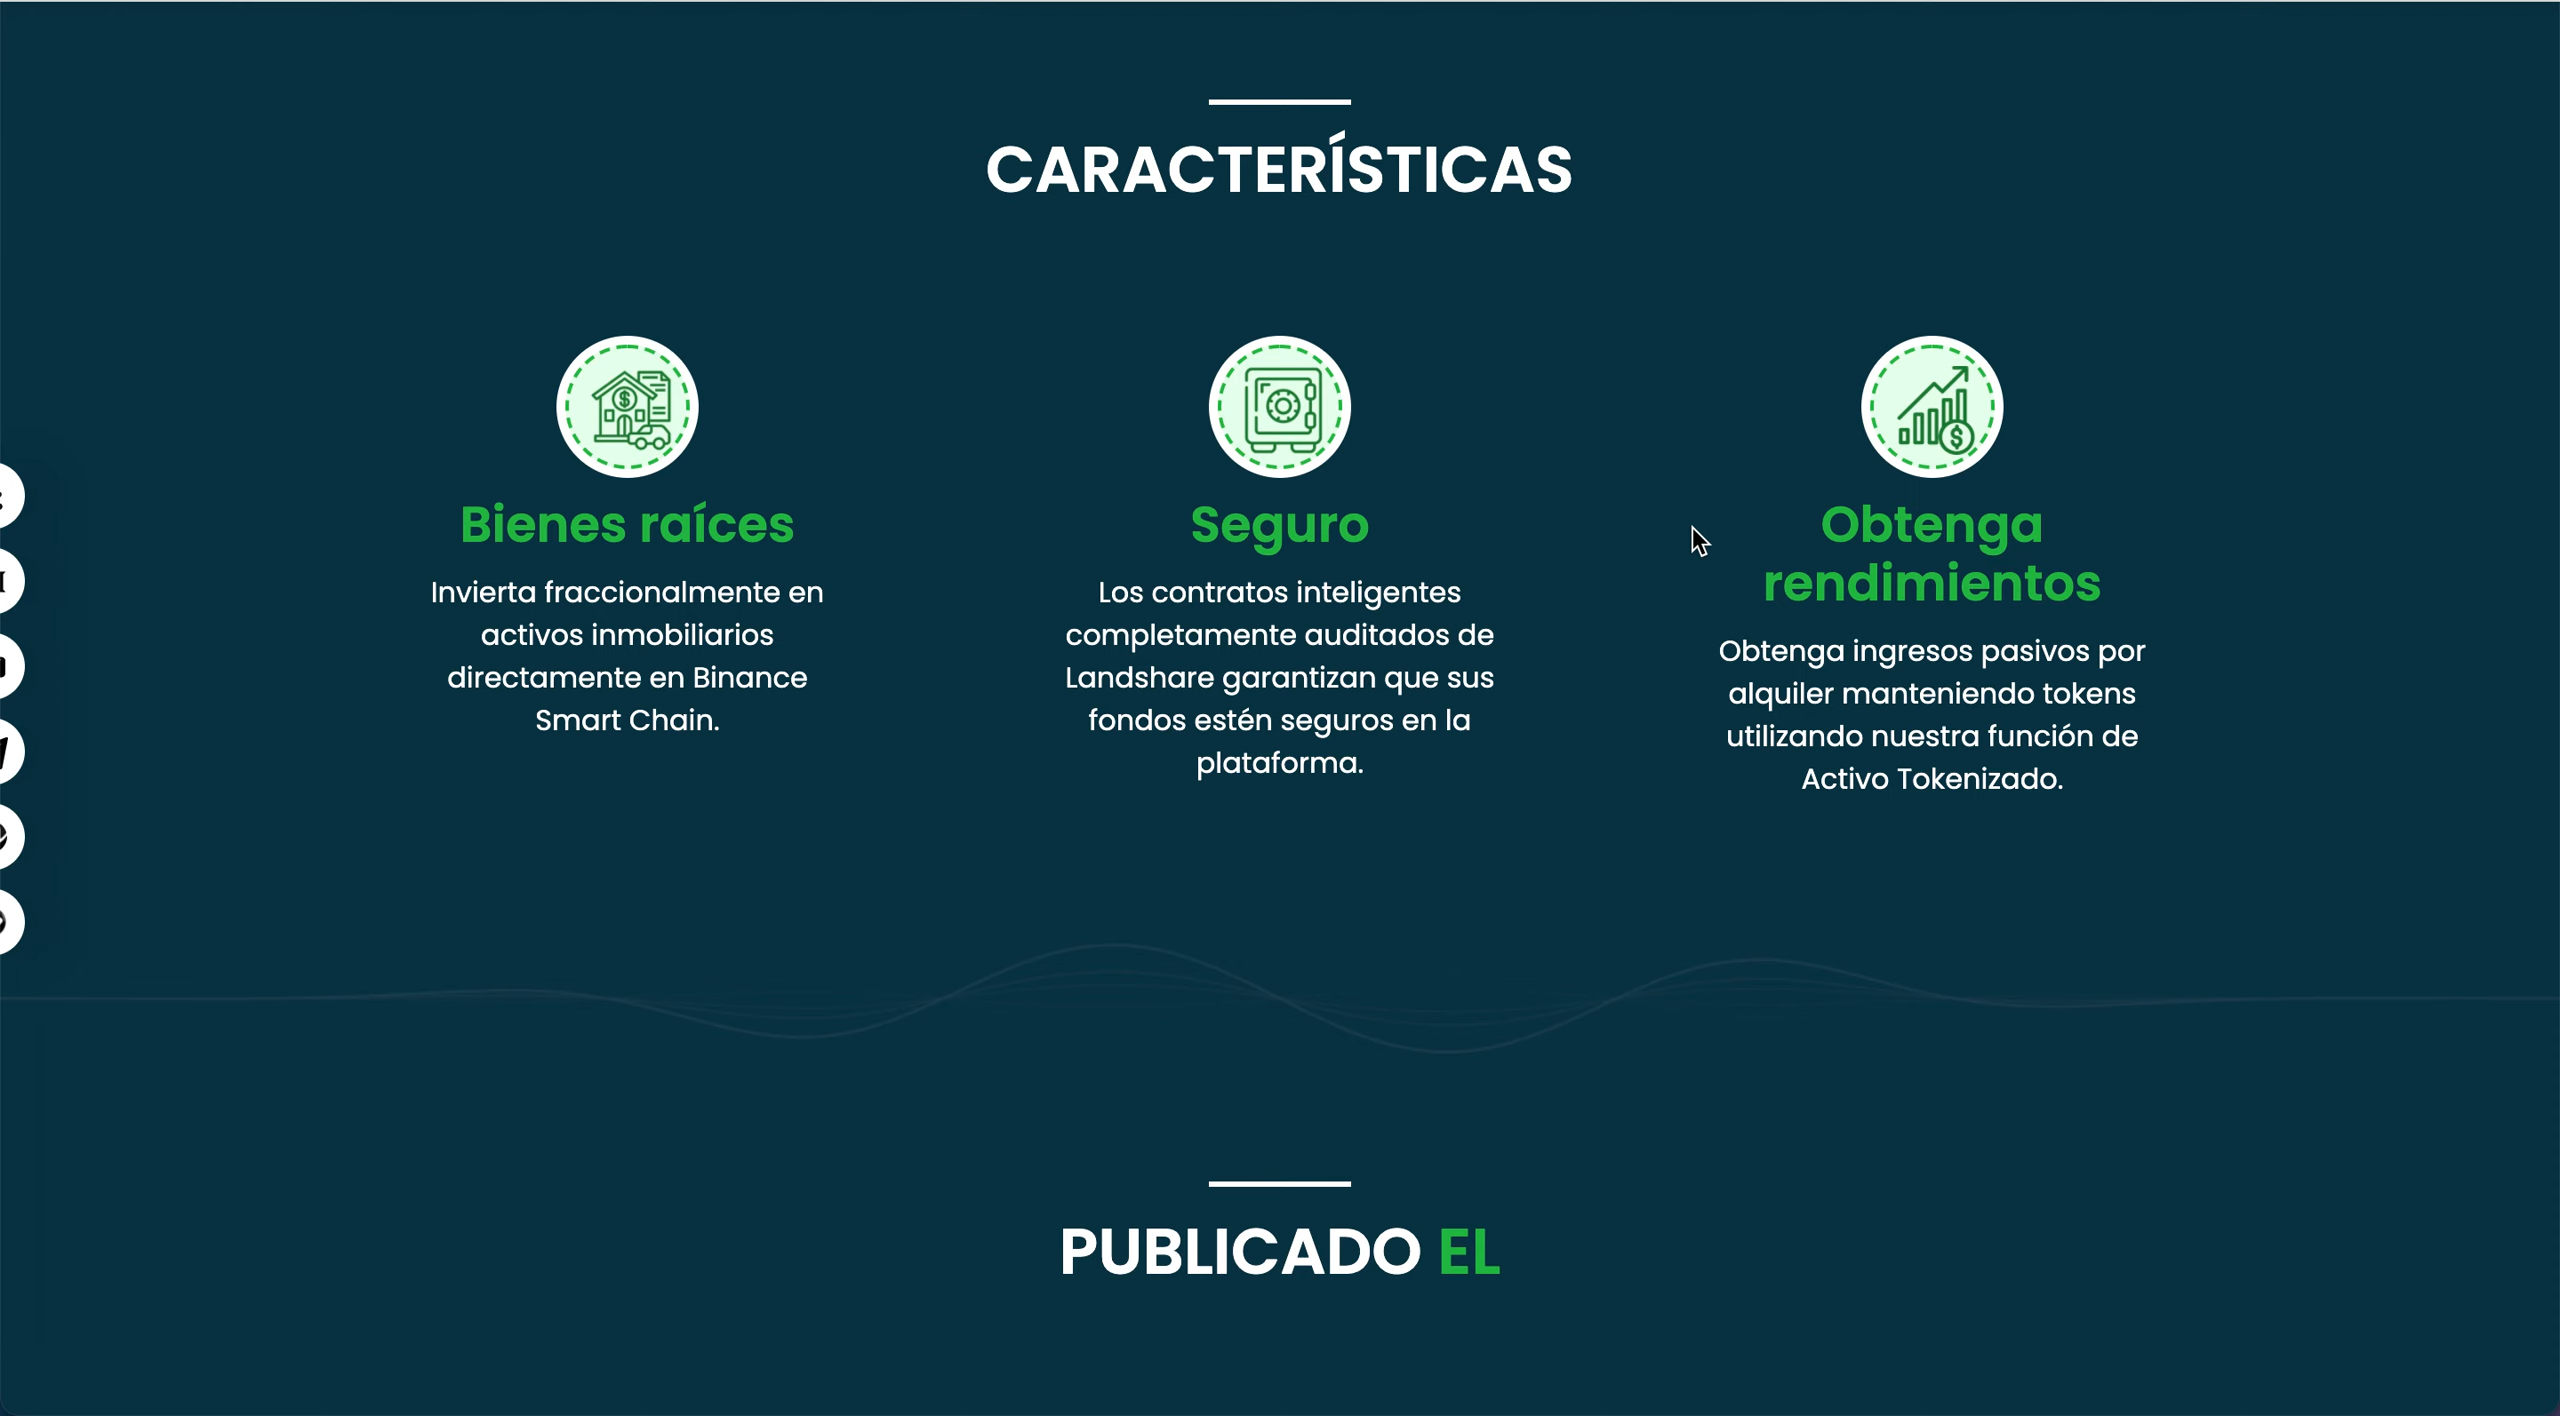 CARACTERÍSTICAS
Bienes raíces
Invierta fraccionalmente en
activos inmobiliarios
directamente en Binance
Smart Chain.
Seguro
Los contratos inteligentes
completamente auditados de
Landshare garantizan que sus
fondos estén seguros en la
plataforma.
Obtenga
rendimientos
Obtenga ingresos pasivos por
alquiler manteniendo tokens
utilizando nuestra función de
Activo Tokenizado.
PUBLICADO EL